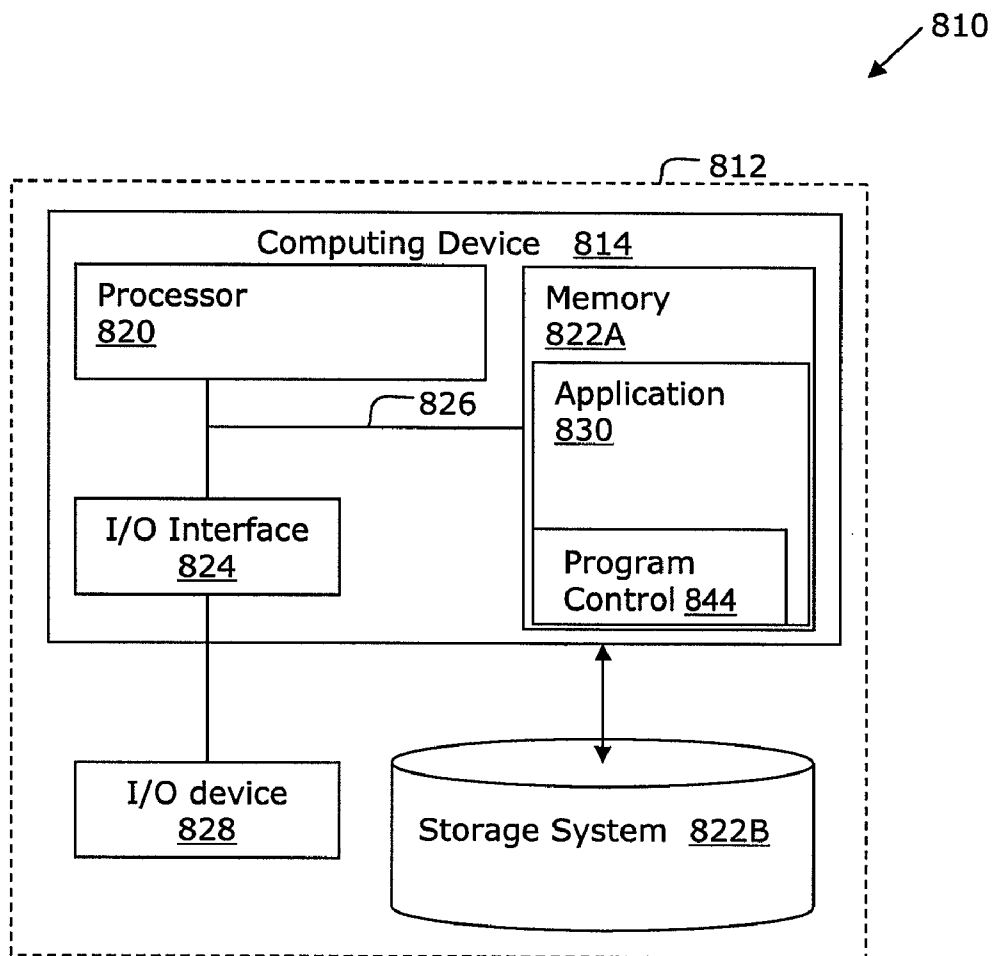 810
812
Computing Device 814
Processor
820
Memory
822A
826
Application
830
I/O Interface
824
Program
Control 844
I/O device
828
Storage System 822B